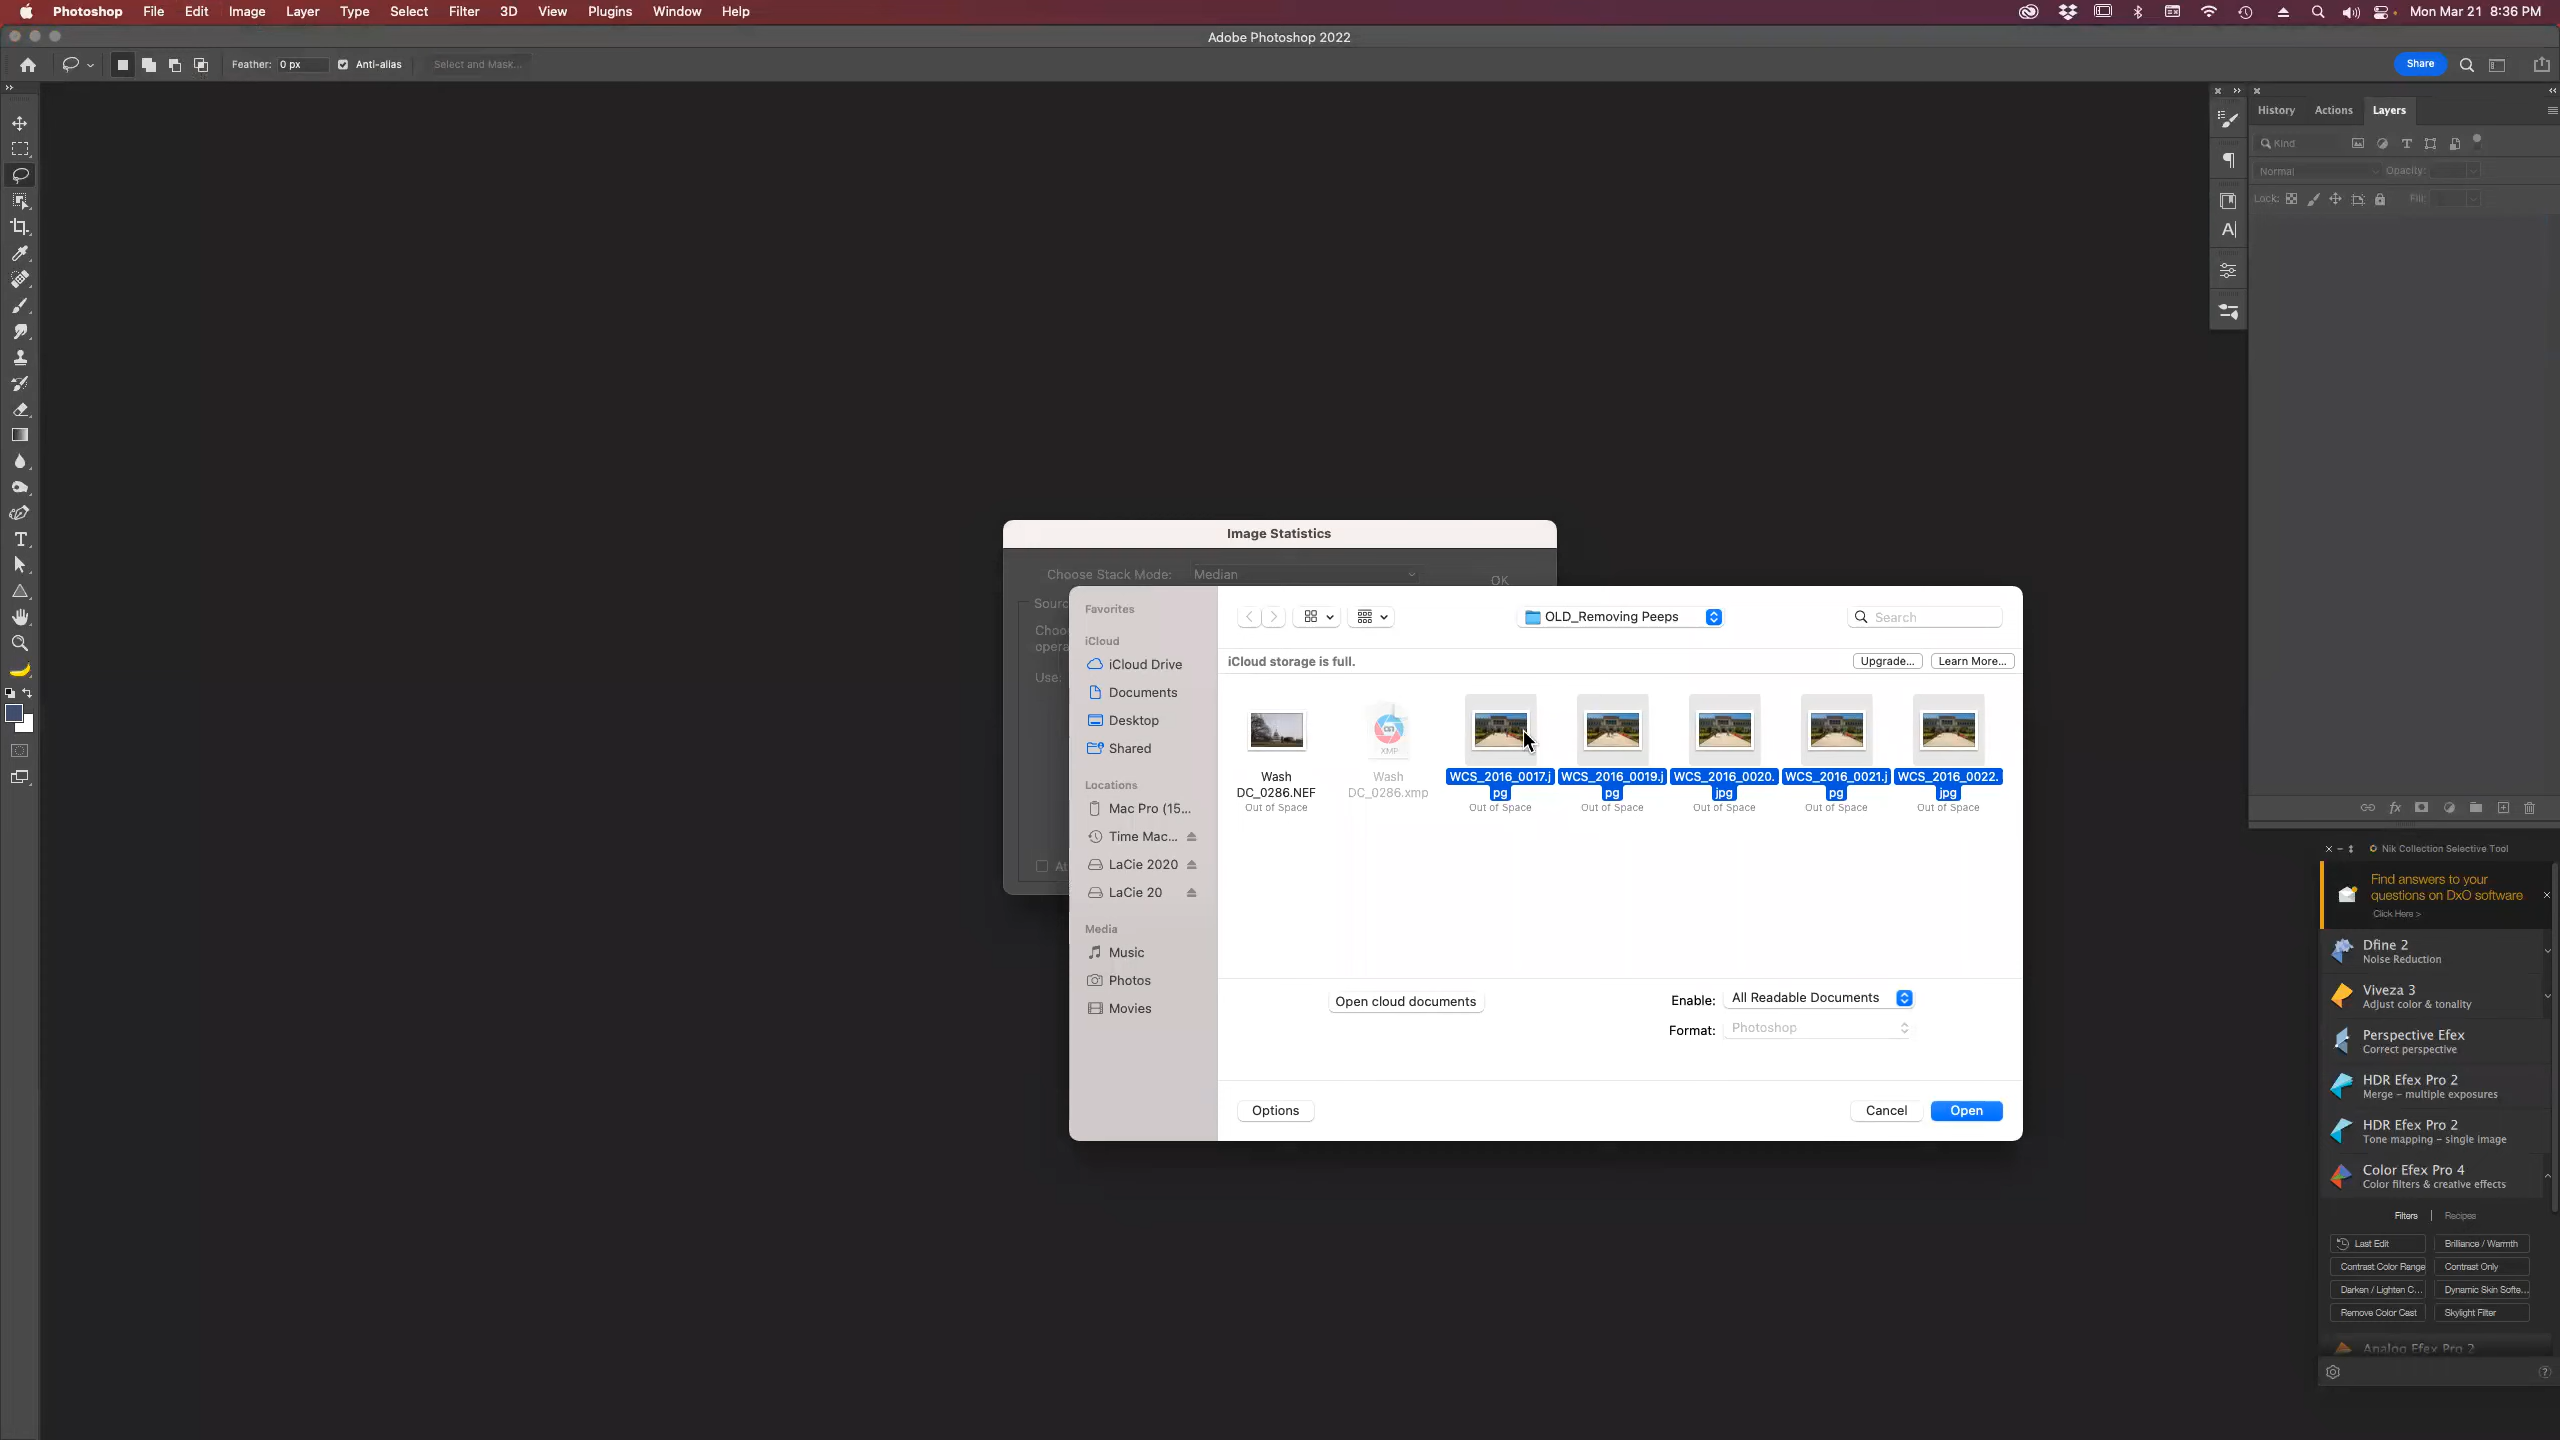 Photoshop File Edit Image Layer Type Select Filter 3D View Plugins Window Help Mon Mar 21 8:36 PM
Adobe Photoshop 2022
Feather: 0 px Anti-alias Select and Mask... Share
History Actions Layers
Kind
Normal Opacity:
Lock: Fill:
Image Statistics
Choose Stack Mode: Median
OK
Sourc
Choo
opera
Use:
Favorites
iCloud
iCloud Drive
Documents
Desktop
Shared
Locations
Mac Pro (15...
Time Mac...
LaCie 2020
LaCie 20
Media
Music
Photos
Movies
OLD_Removing Peeps
Search
iCloud storage is full.
Upgrade... Learn More...
XMP
Wash
DC_0286.NEF
Out of Space
Wash
DC_0286.xmp
WCS_2016_0017.j
pg
Out of Space
WCS_2016_0019.j
pg
Out of Space
WCS_2016_0020.
jpg
Out of Space
WCS_2016_0021.j
pg
Out of Space
WCS_2016_0022.
jpg
Out of Space
Open cloud documents
Enable: All Readable Documents
Format: Photoshop
Options
Cancel Open
Nik Collection Selective Tool
Find answers to your
questions on DxO software
Click Here >
Dfine 2
Noise Reduction
Viveza 3
Adjust color & tonality
Perspective Efex
Correct perspective
HDR Efex Pro 2
Merge – multiple exposures
HDR Efex Pro 2
Tone mapping – single image
Color Efex Pro 4
Color filters & creative effects
Filters | Recipes
Last Edit Brilliance / Warmth
Contrast Color Range Contrast Only
Darken / Lighten C... Dynamic Skin Softe...
Remove Color Cast Skylight Filter
Analog Efex Pro 2